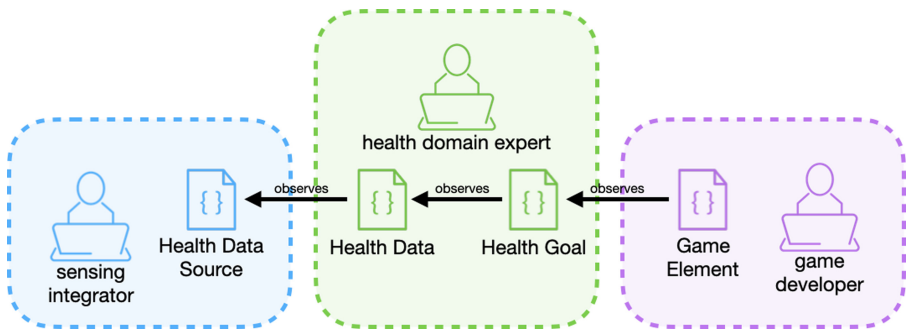 health domain expert
observes
observes
observes
{ }
{ }
{ }
{ }
Health Data
Source
Health Data
Health Goal
Game
Element
sensing
integrator
game
developer